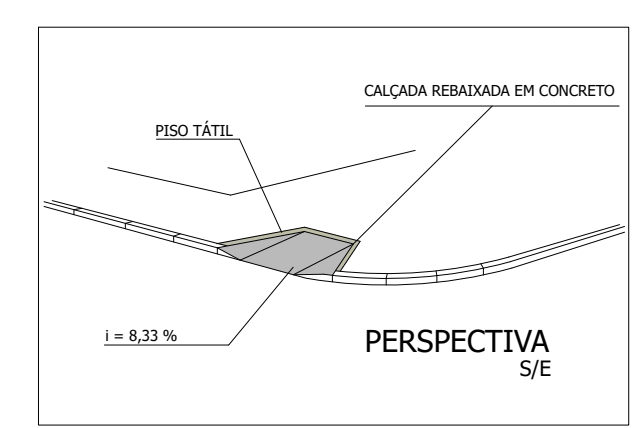 CALÇADA REBAIXADA EM CONCRETO
PISO TÁTIL
i = 8,33 %
PERSPECTIVA
S/E